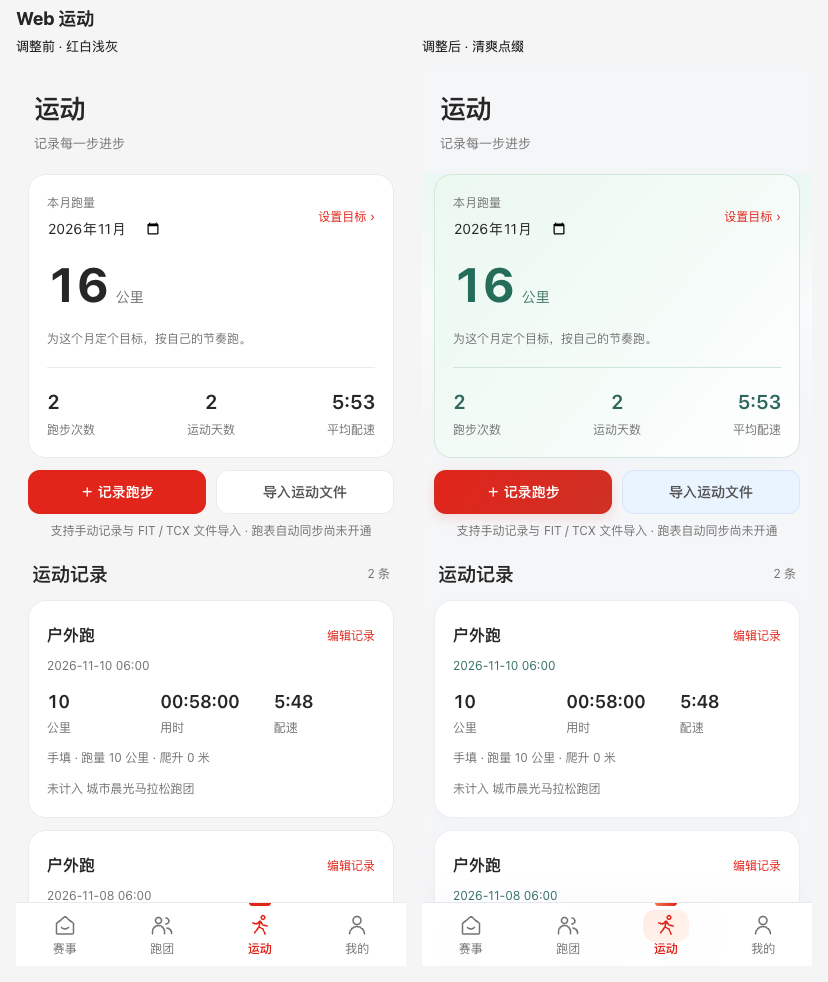 Web 运动
调整前 · 红白浅灰
运动
记录每一步进步
本月跑量
2026年11月
设置目标 ›
16 公里
为这个月定个目标，按自己的节奏跑。
2 2 5:53
跑步次数 运动天数 平均配速
+ 记录跑步 导入运动文件
支持手动记录与 FIT / TCX 文件导入 · 跑表自动同步尚未开通
运动记录 2 条
户外跑 编辑记录
2026-11-10 06:00
10 00:58:00 5:48
公里 用时 配速
手填 · 跑量 10 公里 · 爬升 0 米
未计入 城市晨光马拉松跑团
户外跑 编辑记录
2026-11-08 06:00
赛事 跑团 运动 我的
调整后 · 清爽点缀
运动
记录每一步进步
本月跑量
2026年11月
设置目标 ›
16 公里
为这个月定个目标，按自己的节奏跑。
2 2 5:53
跑步次数 运动天数 平均配速
+ 记录跑步 导入运动文件
支持手动记录与 FIT / TCX 文件导入 · 跑表自动同步尚未开通
运动记录 2 条
户外跑 编辑记录
2026-11-10 06:00
10 00:58:00 5:48
公里 用时 配速
手填 · 跑量 10 公里 · 爬升 0 米
未计入 城市晨光马拉松跑团
户外跑 编辑记录
2026-11-08 06:00
赛事 跑团 运动 我的